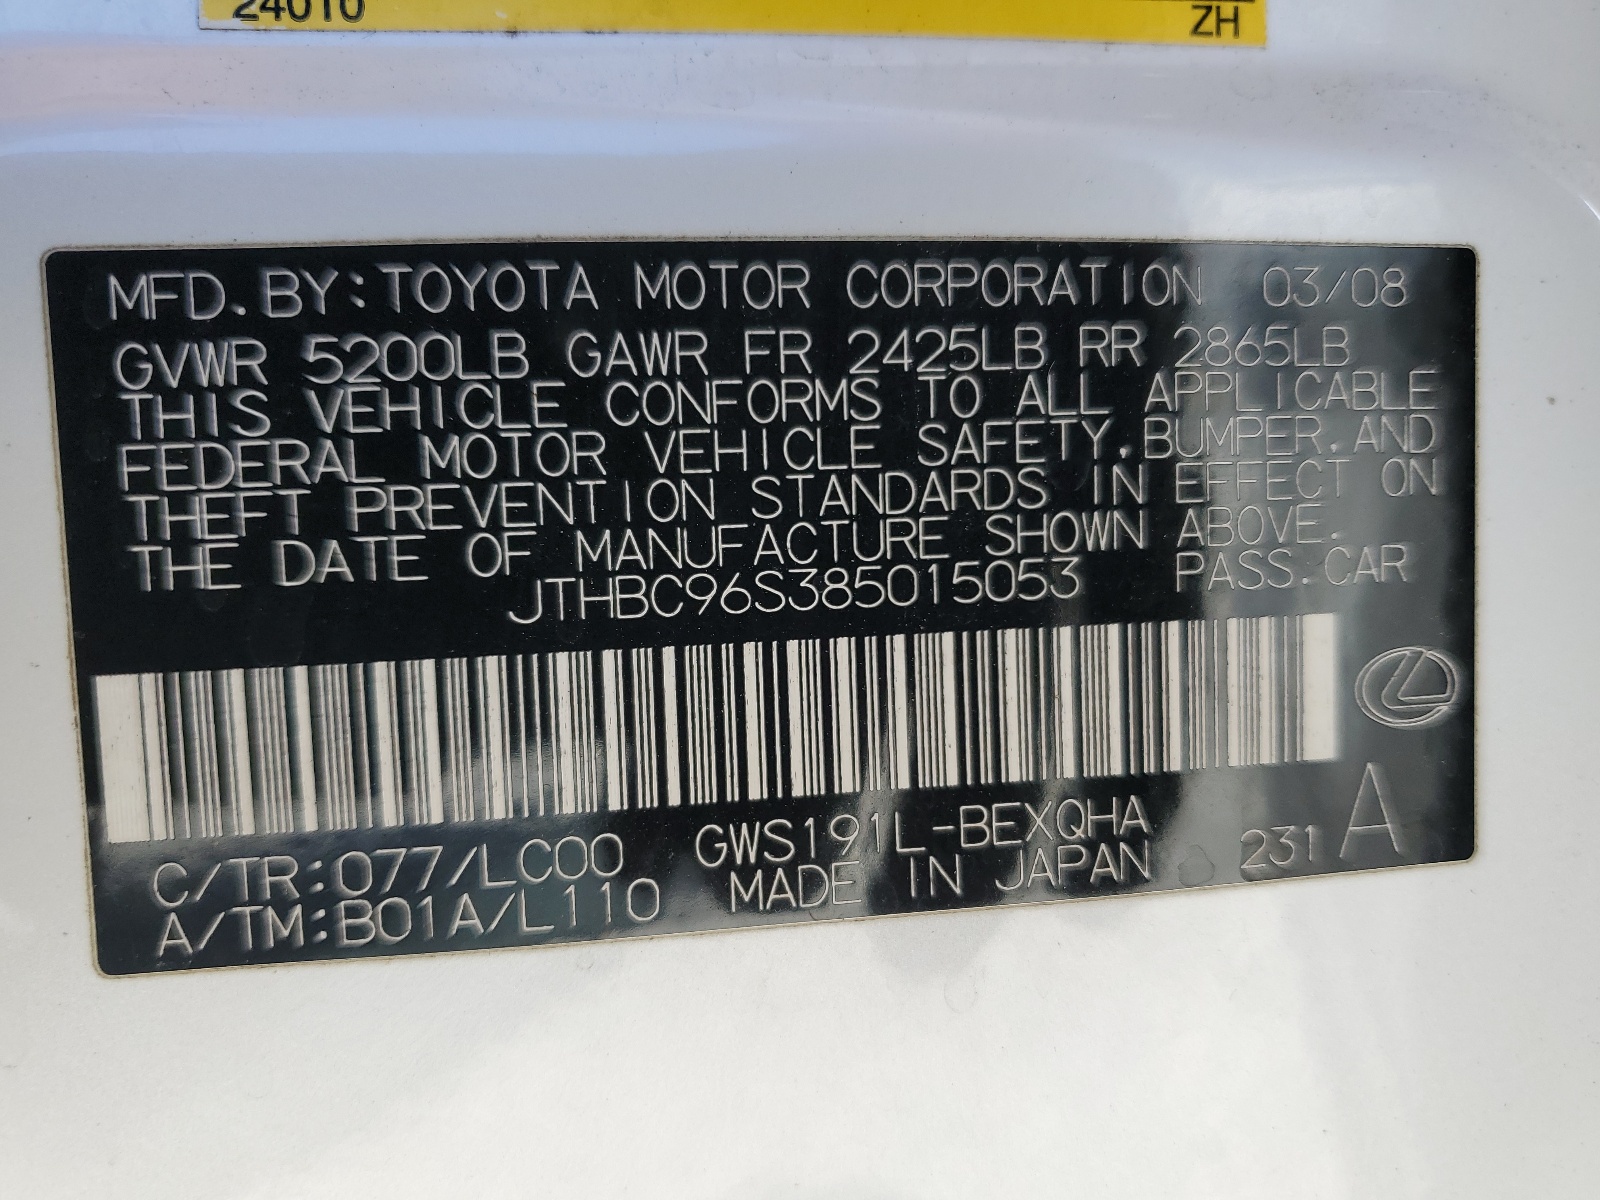 24010
ZH
MFD. BY: TOYOTA MOTOR CORPORATION 03/08
GVWR 5200LB GAWR FR 2425LB RR 2865LB
THIS VEHICLE CONFORMS TO ALL APPLICABLE
FEDERAL MOTOR VEHICLE SAFETY, BUMPER, AND
THEFT PREVENTION STANDARDS IN EFFECT ON
THE DATE OF MANUFACTURE SHOWN ABOVE.
JTHBC96S385015053 PASS. CAR
C/TR: 077/LC00 GWS191L-BEXQHA 231 A
A/TM: B01A/L110 MADE IN JAPAN